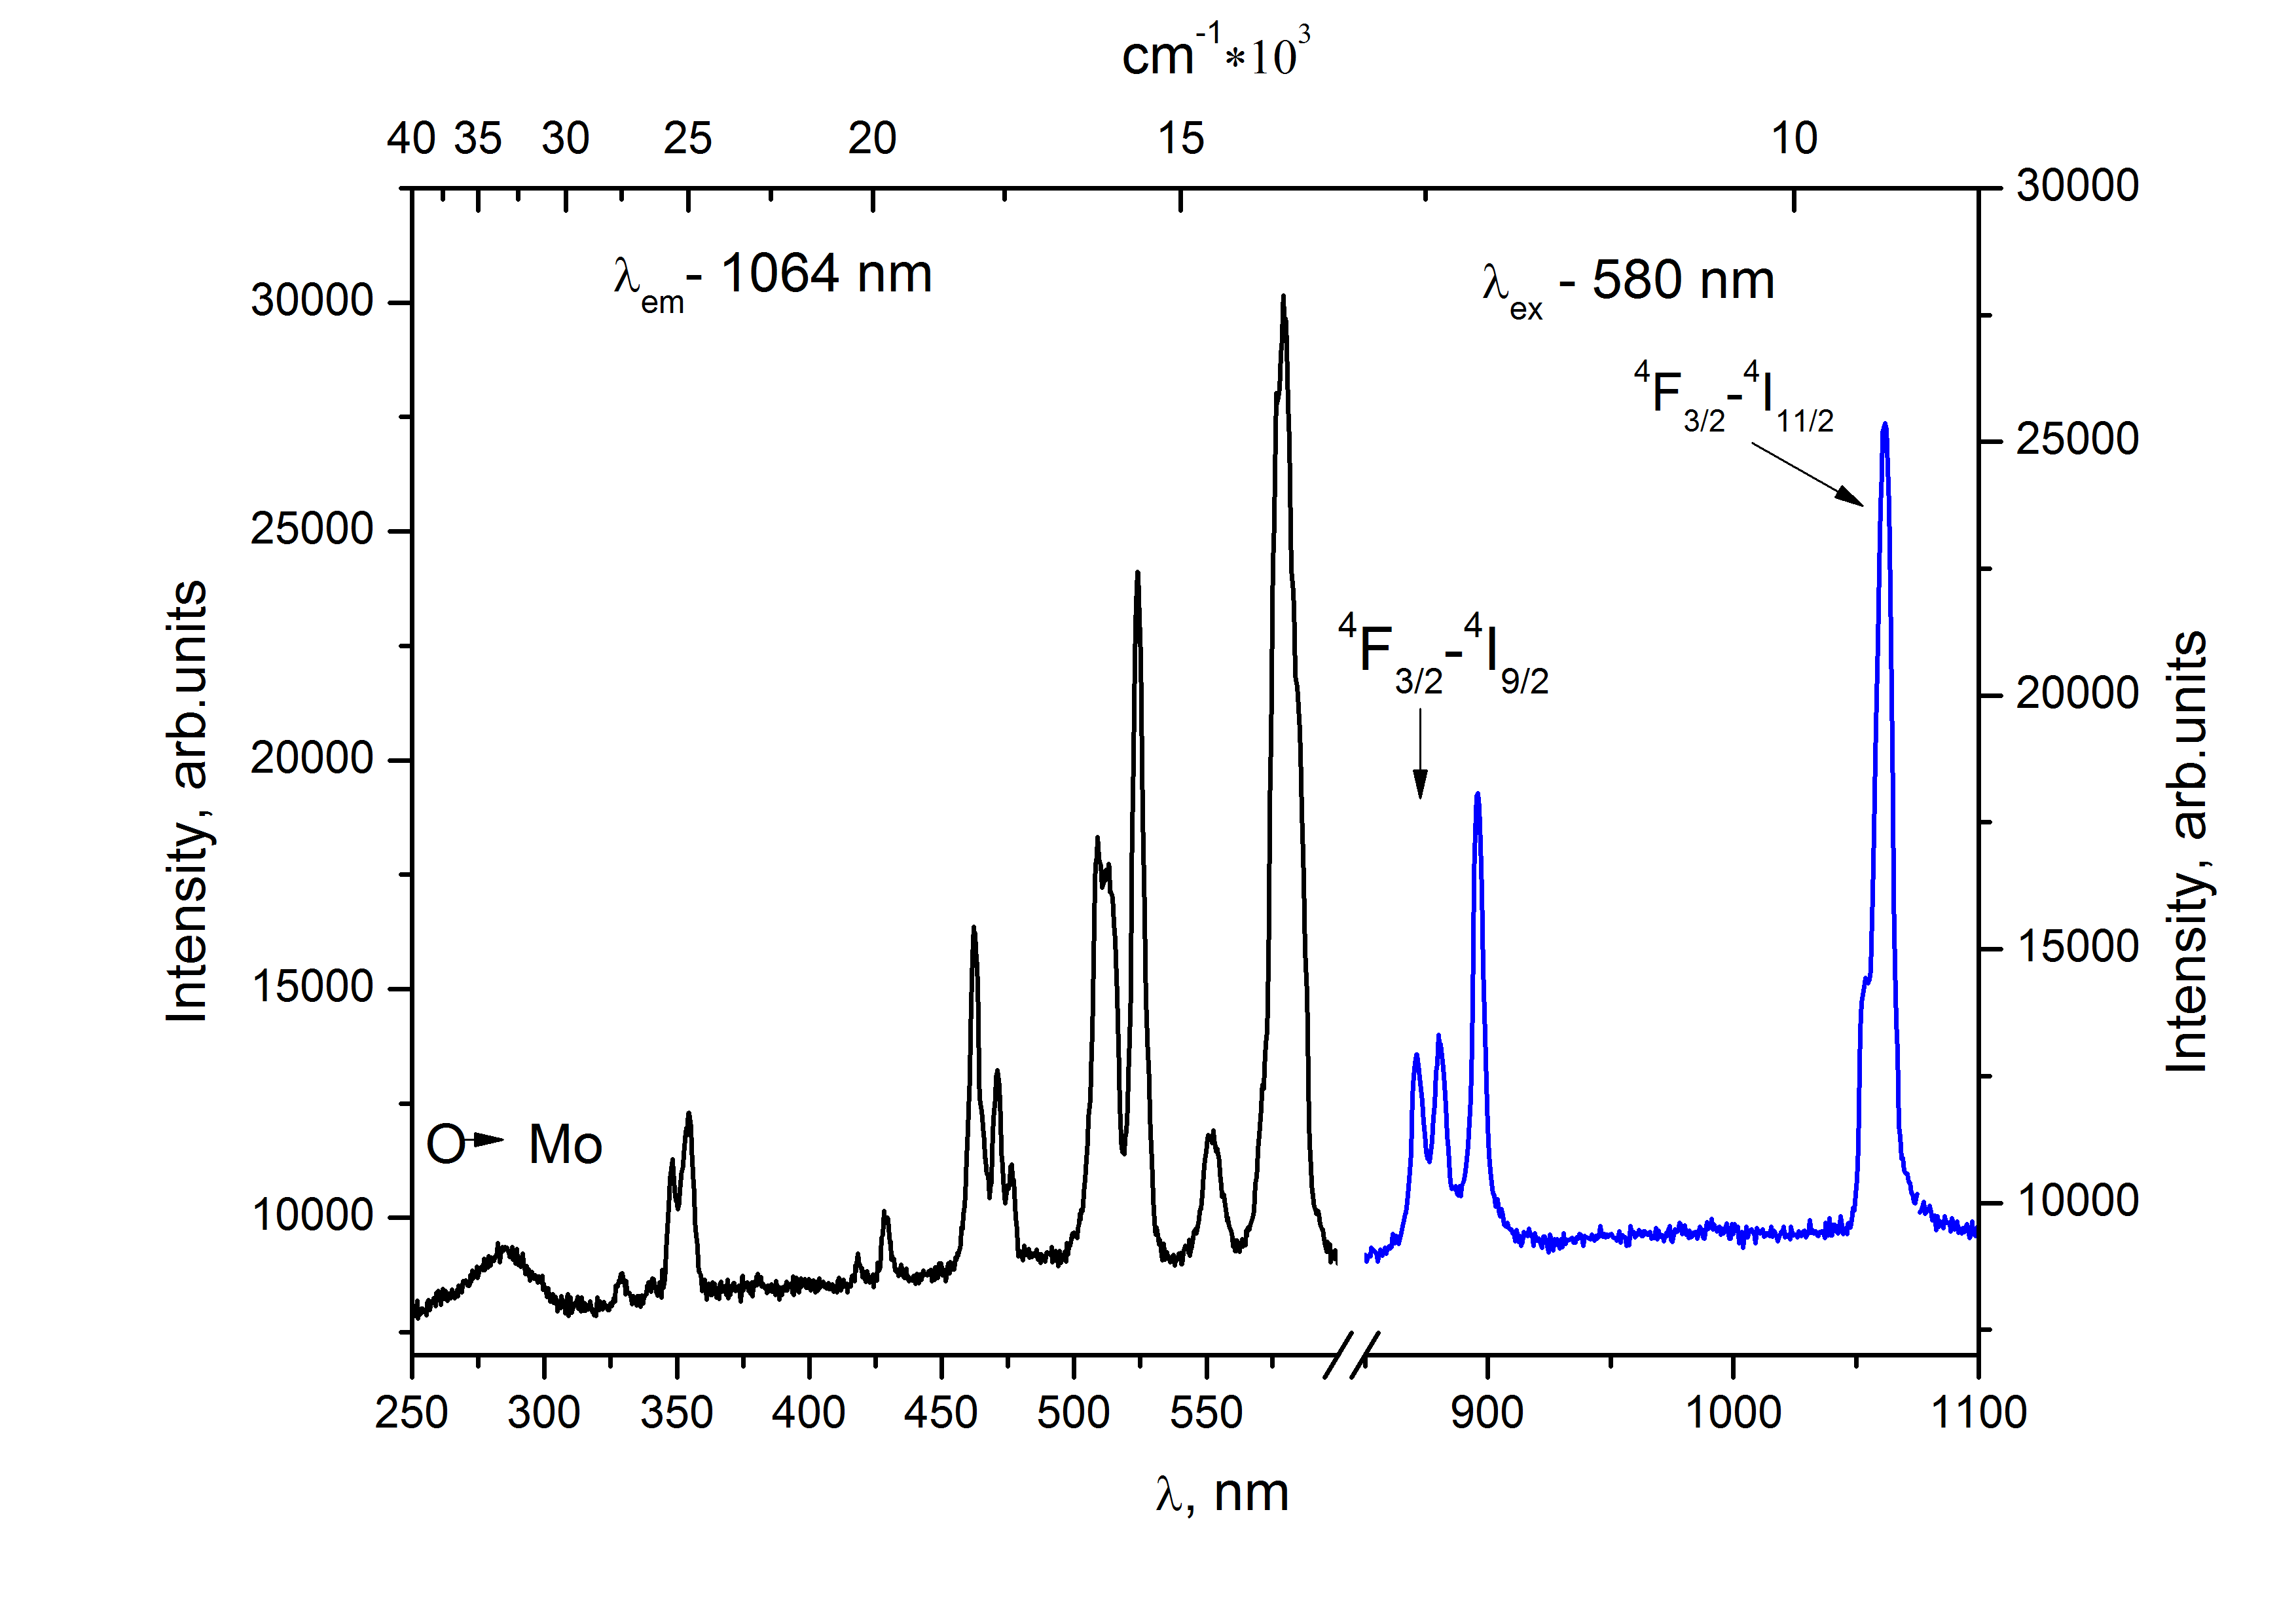 cm⁻¹*10³
40 35 30 25 20 15 10
λem- 1064 nm
λex - 580 nm
⁴F3/2-⁴I11/2
⁴F3/2-⁴I9/2
O Mo
30000
25000
20000
15000
10000
Intensity, arb.units
30000
25000
20000
15000
10000
Intensity, arb.units
250 300 350 400 450 500 550 900 1000 1100
λ, nm